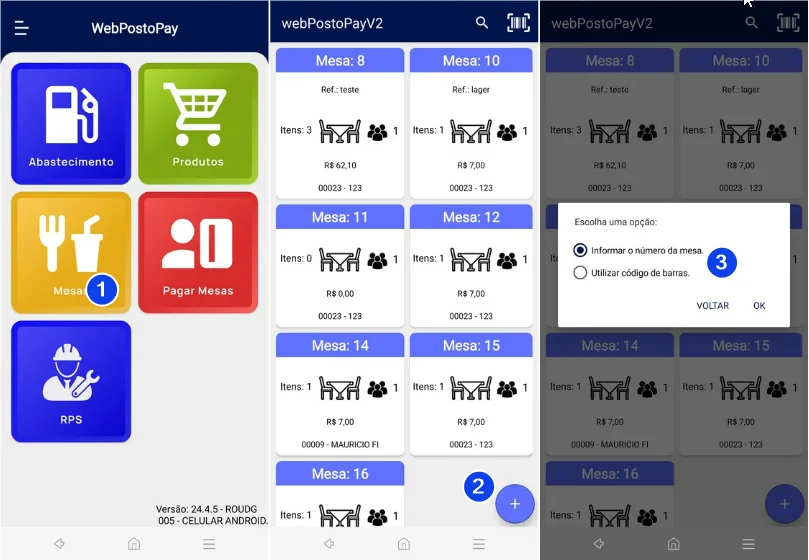 WebPostoPay
Abastecimento
Produtos
Mesas
1
Pagar Mesas
RPS
Versão: 24.4.5 - ROUDG
005 - CELULAR ANDROID.
webPostoPayV2
Mesa: 8
Ref.: teste
Itens: 3
1
R$ 62,10
00023 - 123
Mesa: 10
Ref.: lager
Itens: 1
1
R$ 7,00
00023 - 123
Mesa: 11
Itens: 0
1
R$ 0,00
00023 - 123
Mesa: 12
Itens: 1
1
R$ 7,00
00023 - 123
Mesa: 14
Itens: 1
1
R$ 7,00
00009 - MAURICIO FI
Mesa: 15
Itens: 1
1
R$ 7,00
00023 - 123
Mesa: 16
Itens: 1
1
2
+
webPostoPayV2
Mesa: 8
Ref.: teste
Itens: 3
1
R$ 62,10
00023 - 123
Mesa: 10
Ref.: lager
Itens: 1
1
R$ 7,00
00023 - 123
Escolha uma opção:
Informar o número da mesa.
Utilizar código de barras.
3
VOLTAR
OK
Mesa: 14
Itens: 1
1
R$ 7,00
00009 - MAURICIO FI
Mesa: 15
Itens: 1
1
R$ 7,00
00023 - 123
Mesa: 16
Itens: 1
1
+